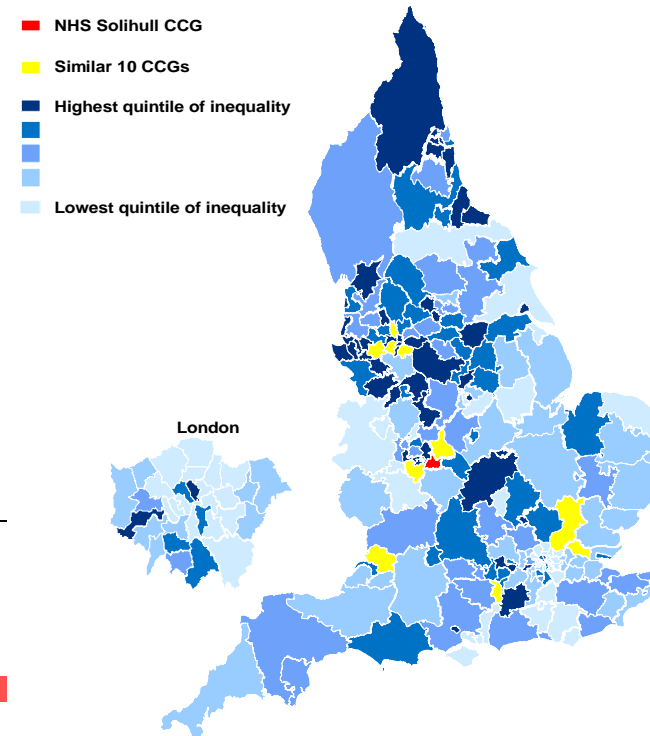 NHS Solihull CCG
Similar 10 CCGs
Highest quintile of inequality
Lowest quintile of inequality
London